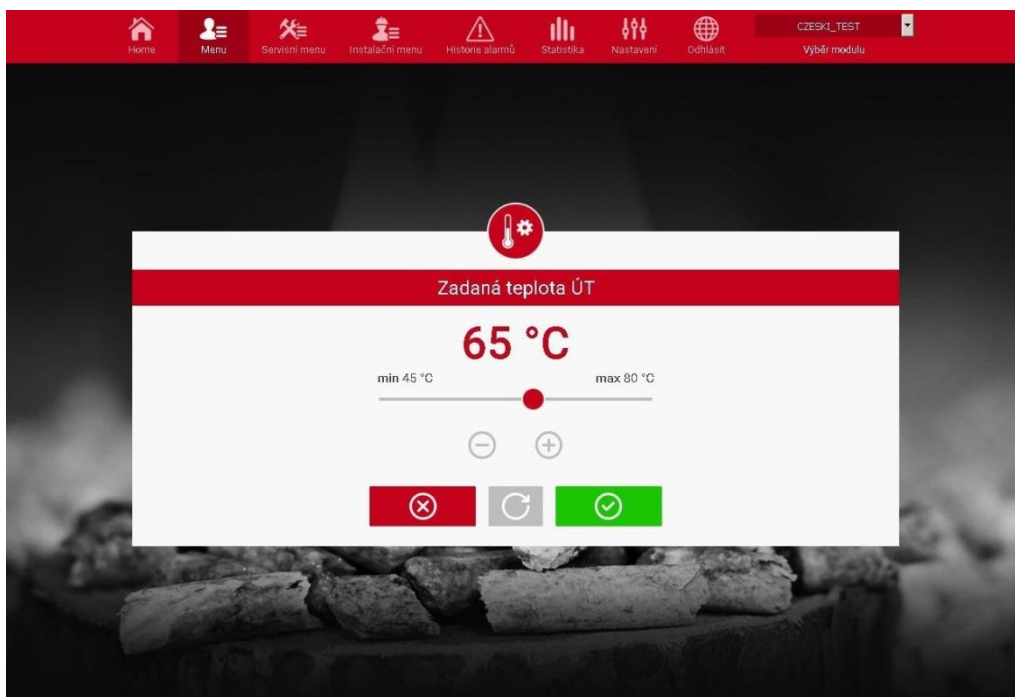 Home
Menu
Servisní menu
Instalační menu
Historie alarmů
Statistika
Nastavení
Odhlásit
CZESKI_TEST
Výběr modulu
Zadaná teplota ÚT
65 °C
min 45 °C
max 80 °C